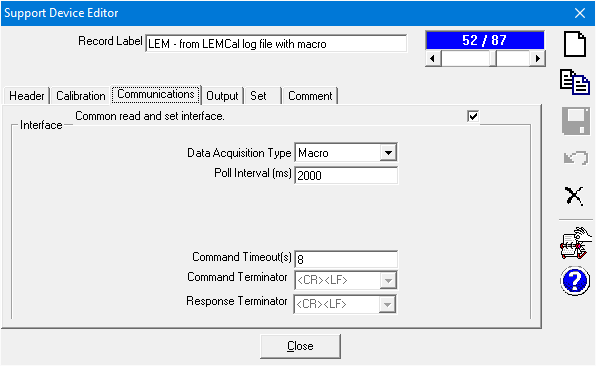 Support Device Editor
Record Label LEM - from LEMCal log file with macro 52 / 87
Header Calibration Communications Output Set Comment
Common read and set interface.
Interface
Data Acquisition Type Macro
Poll Interval (ms) 2000
Command Timeout(s) 8
Command Terminator <CR><LF>
Response Terminator <CR><LF>
Close